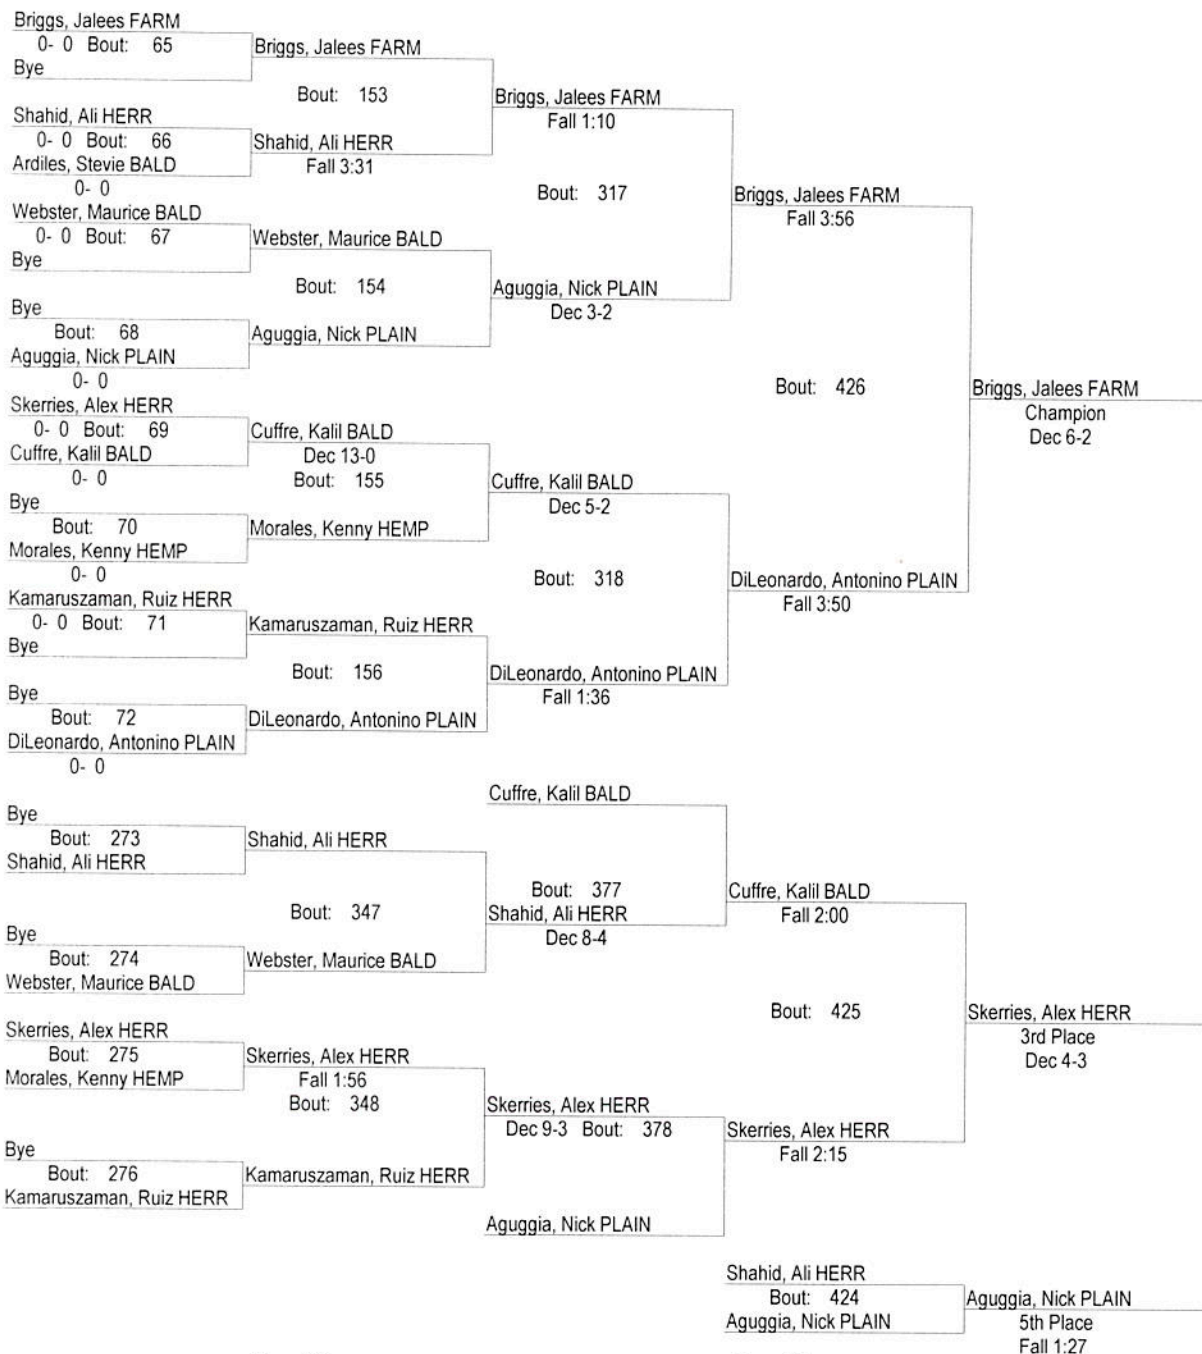 Briggs, Jalees FARM
0- 0 Bout: 65
Bye
Briggs, Jalees FARM
Bout: 153
Shahid, Ali HERR
0- 0 Bout: 66
Ardiles, Stevie BALD
0- 0
Shahid, Ali HERR
Fall 3:31
Briggs, Jalees FARM
Fall 1:10
Bout: 317
Webster, Maurice BALD
0- 0 Bout: 67
Bye
Webster, Maurice BALD
Bout: 154
Bye
Bout: 68
Aguggia, Nick PLAIN
0- 0
Aguggia, Nick PLAIN
Aguggia, Nick PLAIN
Dec 3-2
Briggs, Jalees FARM
Fall 3:56
Bout: 426
Briggs, Jalees FARM
Champion
Dec 6-2
Skerries, Alex HERR
0- 0 Bout: 69
Cuffre, Kalil BALD
0- 0
Cuffre, Kalil BALD
Dec 13-0
Bout: 155
Bye
Bout: 70
Morales, Kenny HEMP
0- 0
Morales, Kenny HEMP
Cuffre, Kalil BALD
Dec 5-2
Bout: 318
Kamaruszaman, Ruiz HERR
0- 0 Bout: 71
Bye
Kamaruszaman, Ruiz HERR
Bout: 156
Bye
Bout: 72
DiLeonardo, Antonino PLAIN
0- 0
DiLeonardo, Antonino PLAIN
DiLeonardo, Antonino PLAIN
Fall 1:36
DiLeonardo, Antonino PLAIN
Fall 3:50
Cuffre, Kalil BALD
Bye
Bout: 273
Shahid, Ali HERR
Shahid, Ali HERR
Bout: 347
Bye
Bout: 274
Webster, Maurice BALD
Webster, Maurice BALD
Bout: 377
Shahid, Ali HERR
Dec 8-4
Cuffre, Kalil BALD
Fall 2:00
Bout: 425
Skerries, Alex HERR
3rd Place
Dec 4-3
Skerries, Alex HERR
Bout: 275
Morales, Kenny HEMP
Skerries, Alex HERR
Fall 1:56
Bout: 348
Bye
Bout: 276
Kamaruszaman, Ruiz HERR
Kamaruszaman, Ruiz HERR
Skerries, Alex HERR
Dec 9-3 Bout: 378
Skerries, Alex HERR
Fall 2:15
Aguggia, Nick PLAIN
Shahid, Ali HERR
Bout: 424
Aguggia, Nick PLAIN
Aguggia, Nick PLAIN
5th Place
Fall 1:27